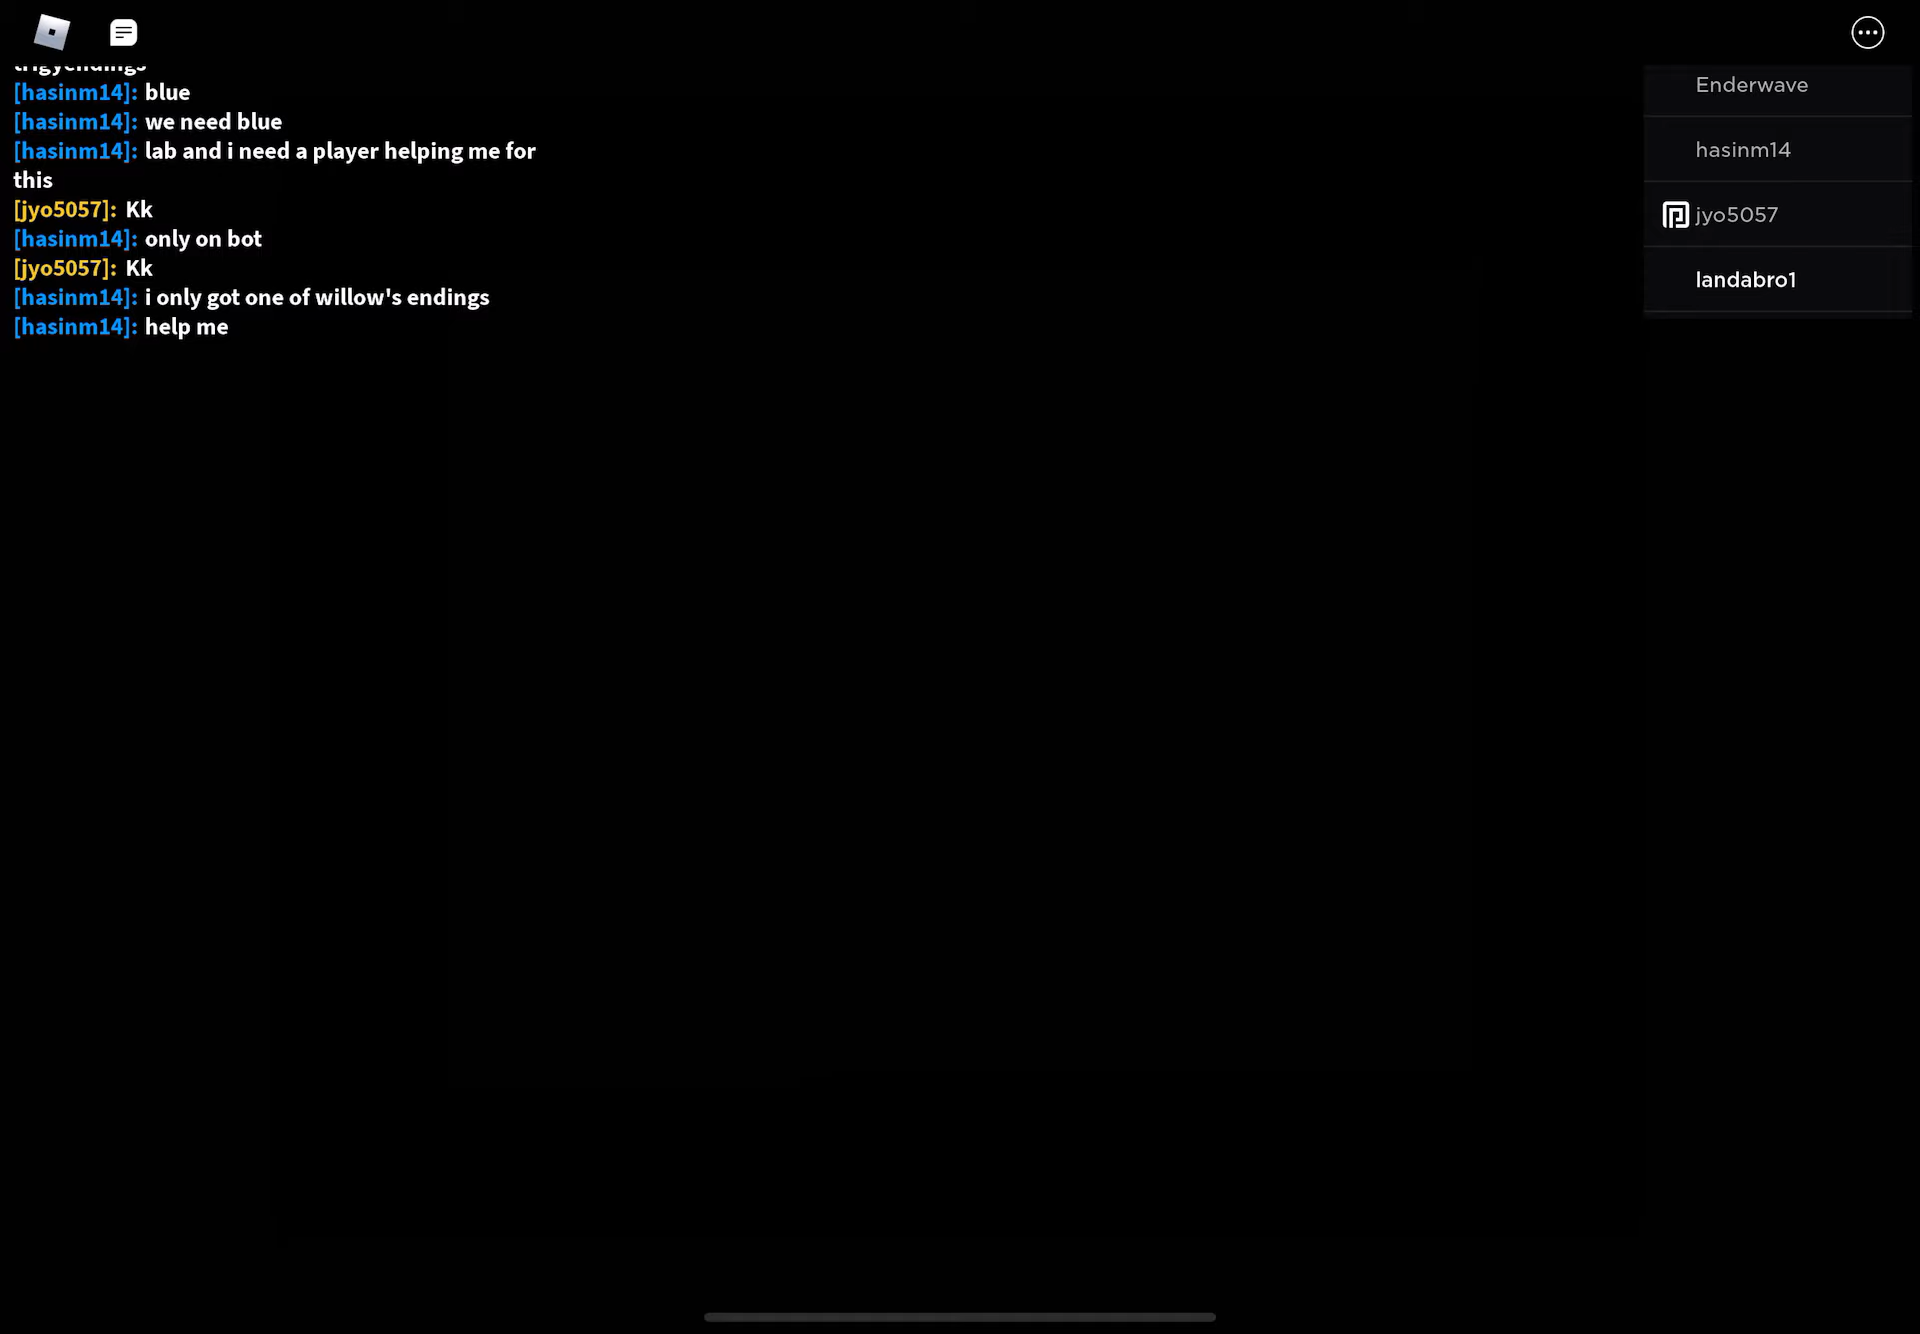 [hasinm14]: blue
[hasinm14]: we need blue
[hasinm14]: lab and i need a player helping me for
this
[jyo5057]: Kk
[hasinm14]: only on bot
[jyo5057]: Kk
[hasinm14]: i only got one of willow's endings
[hasinm14]: help me
Enderwave
hasinm14
jyo5057
landabro1